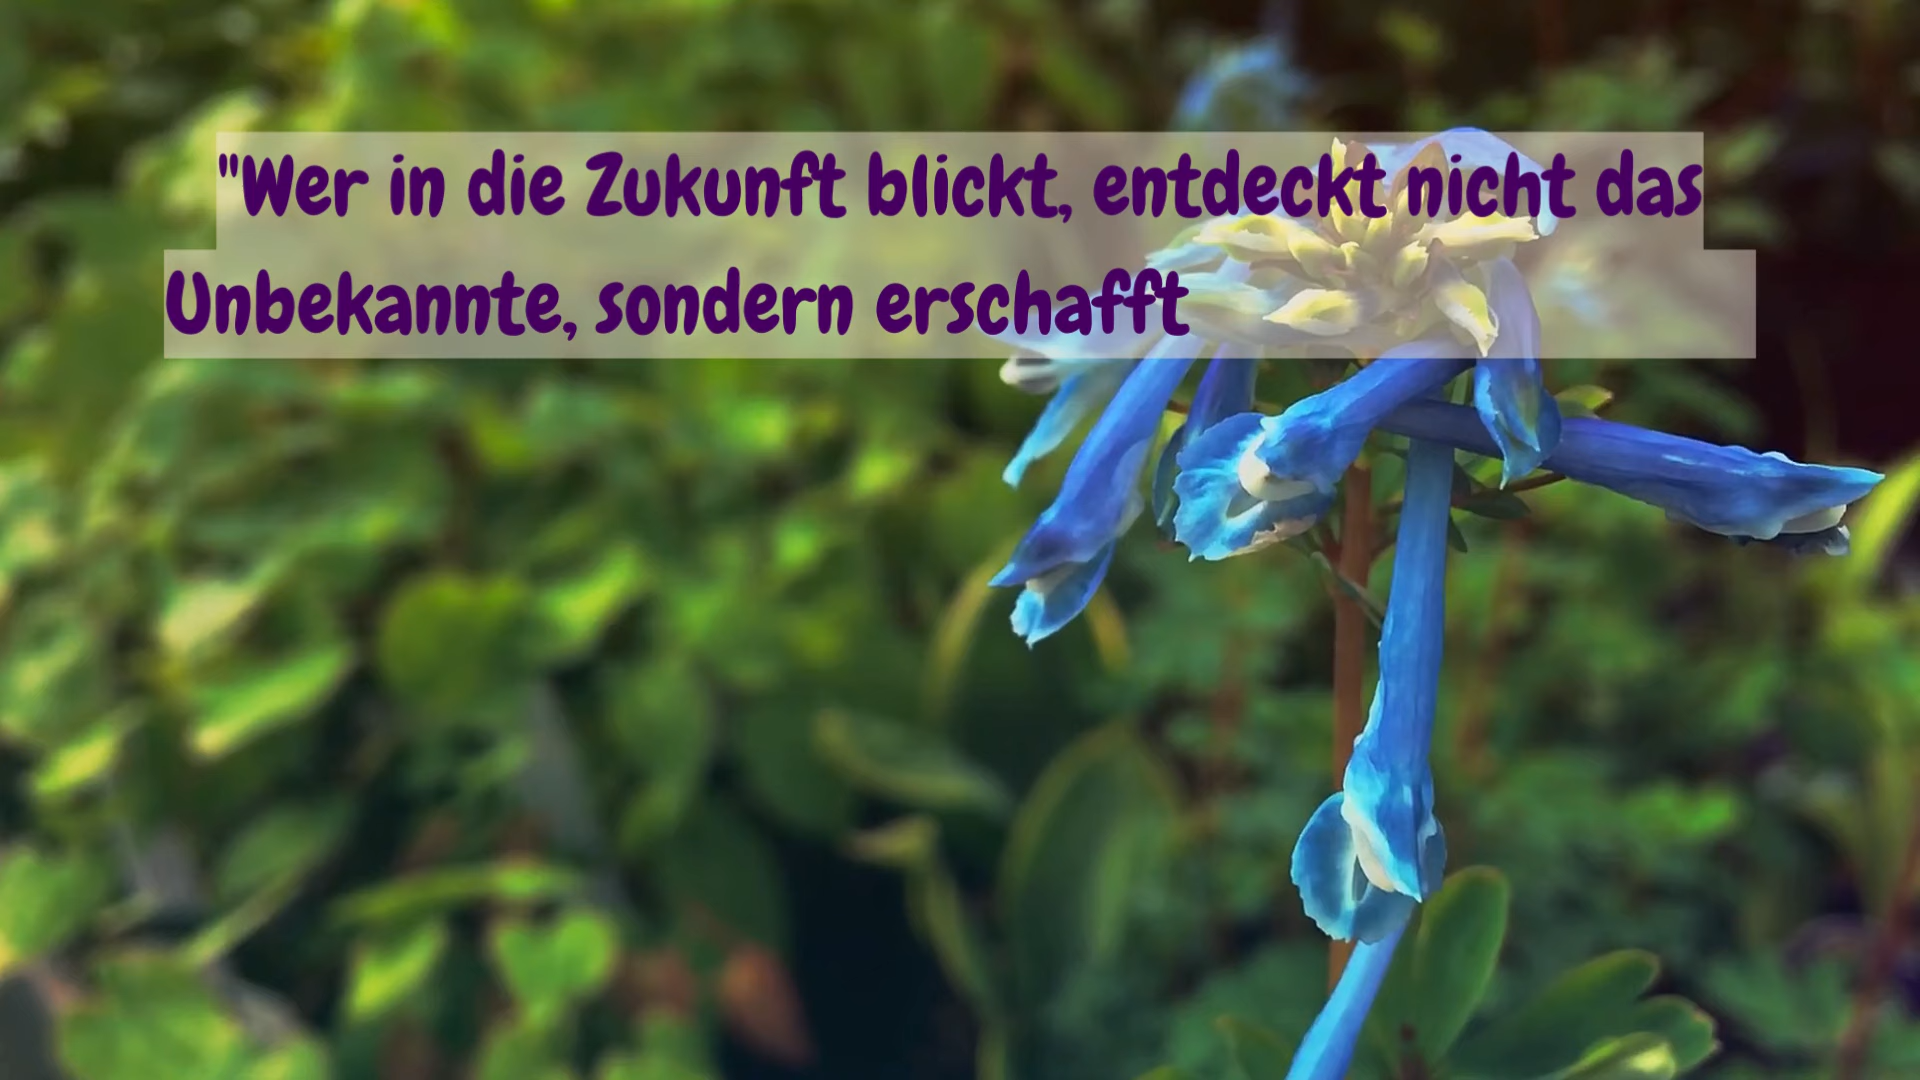 "Wer in die Zukunft blickt, entdeckt nicht das
Unbekannte, sondern erschafft